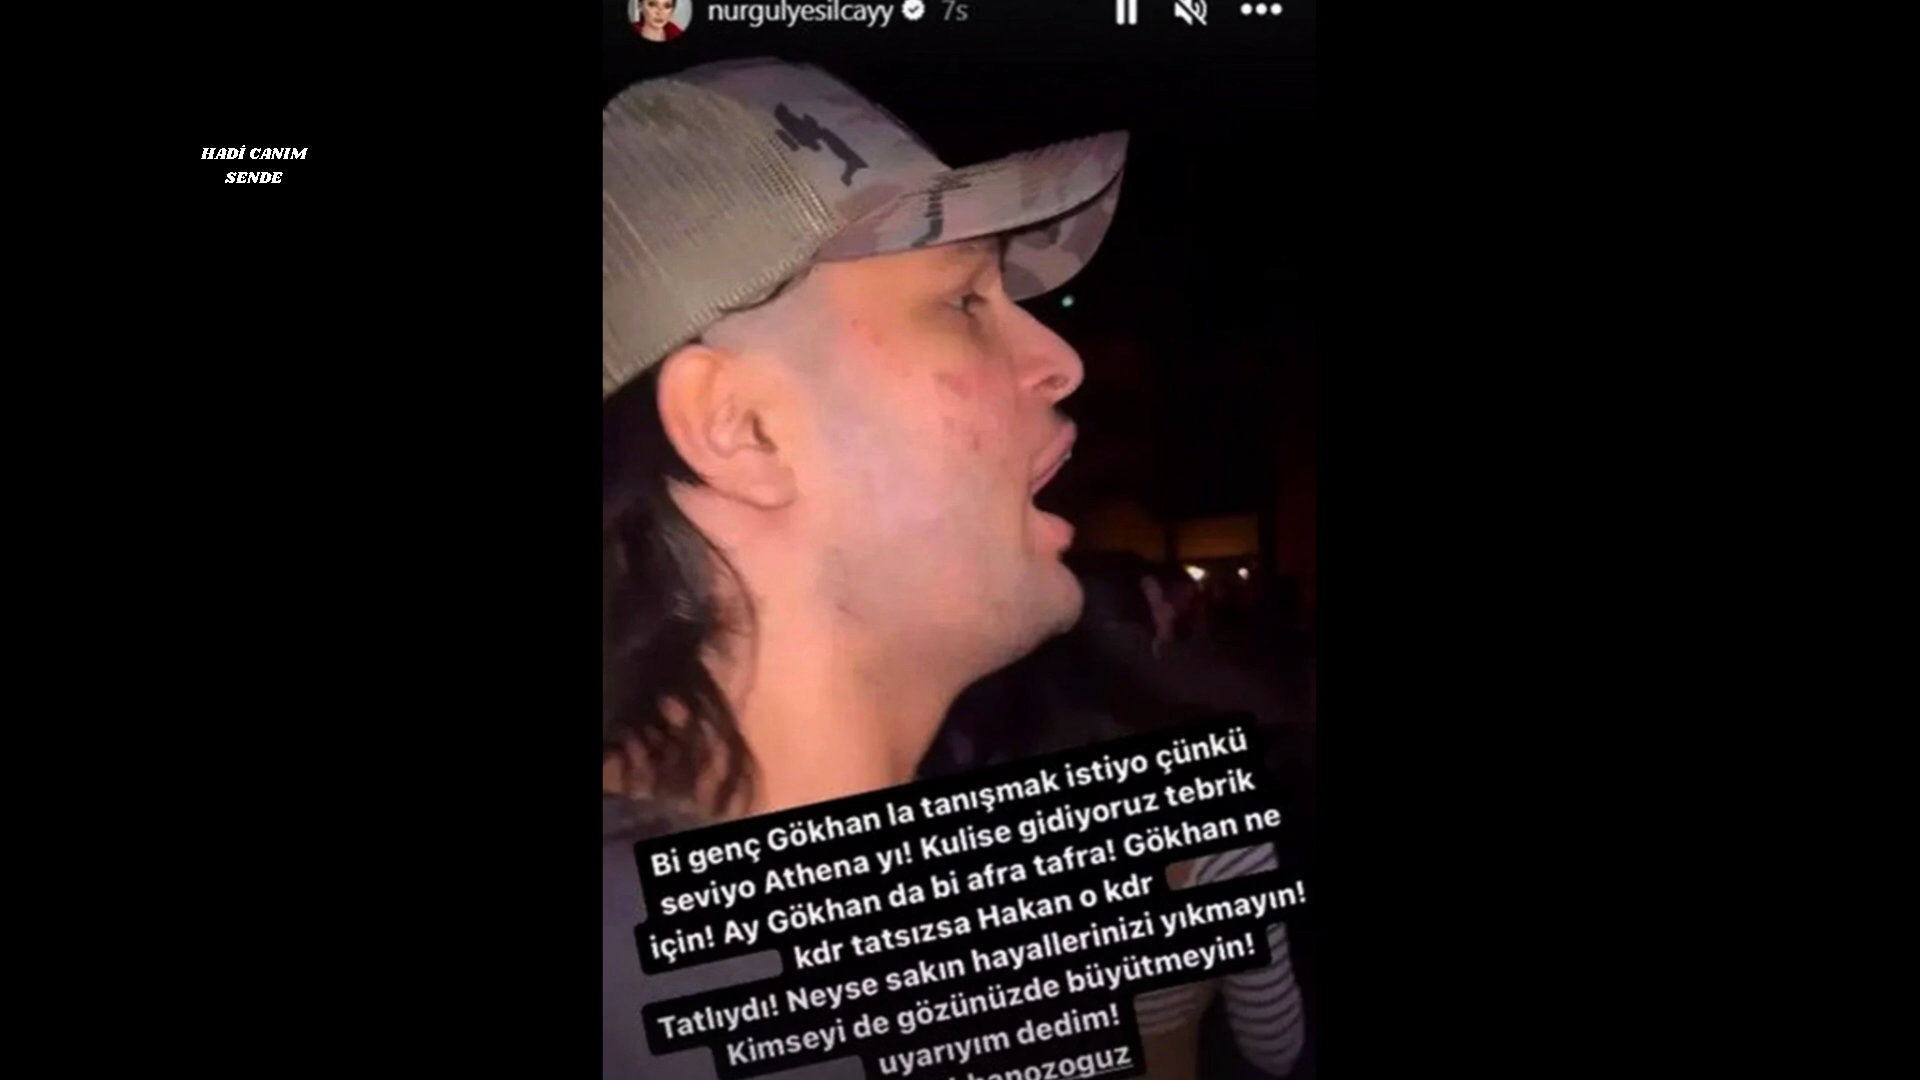 nurgulyesilcayy 7s
HADİ CANIM
SENDE
Bi genç Gökhan la tanışmak istiyo çünkü
seviyo Athena yı! Kulise gidiyoruz tebrik
için! Ay Gökhan da bi afra tafra! Gökhan ne
kdr tatsızsa Hakan o kdr
Tatlıydı! Neyse sakın hayallerinizi yıkmayın!
Kimseyi de gözünüzde büyütmeyin!
uyarıyım dedim!